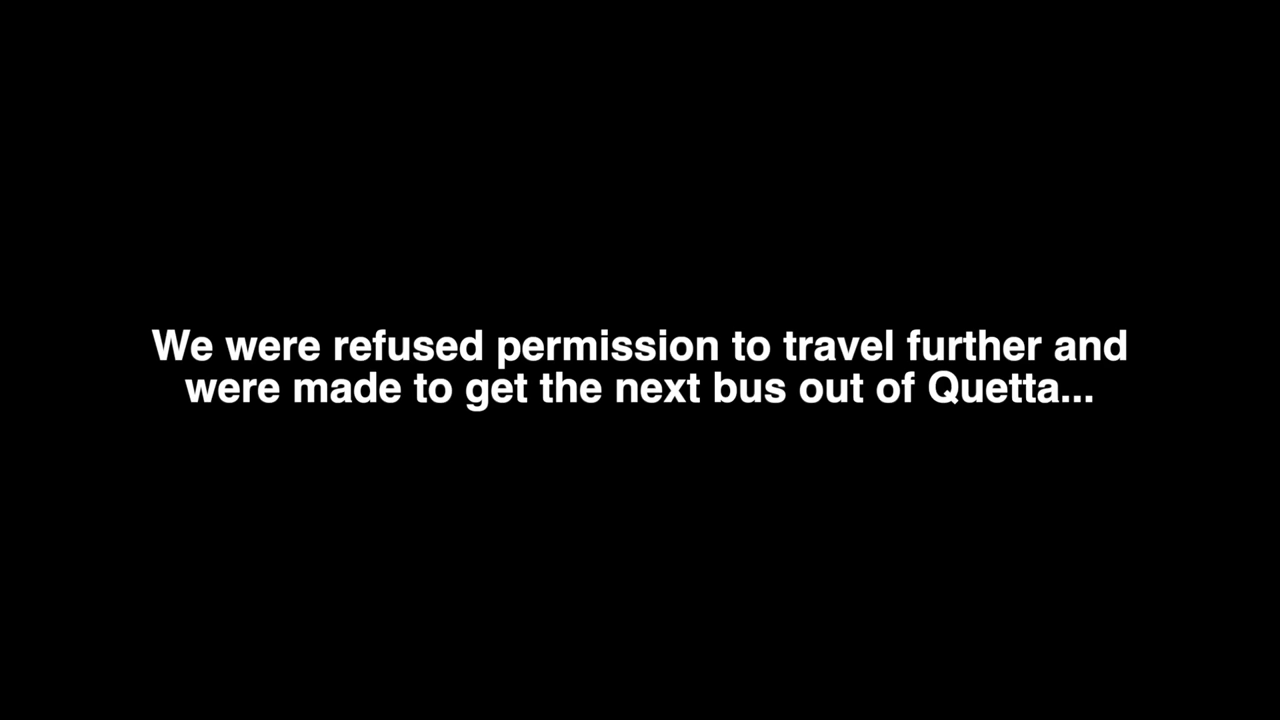 We were refused permission to travel further and
were made to get the next bus out of Quetta...